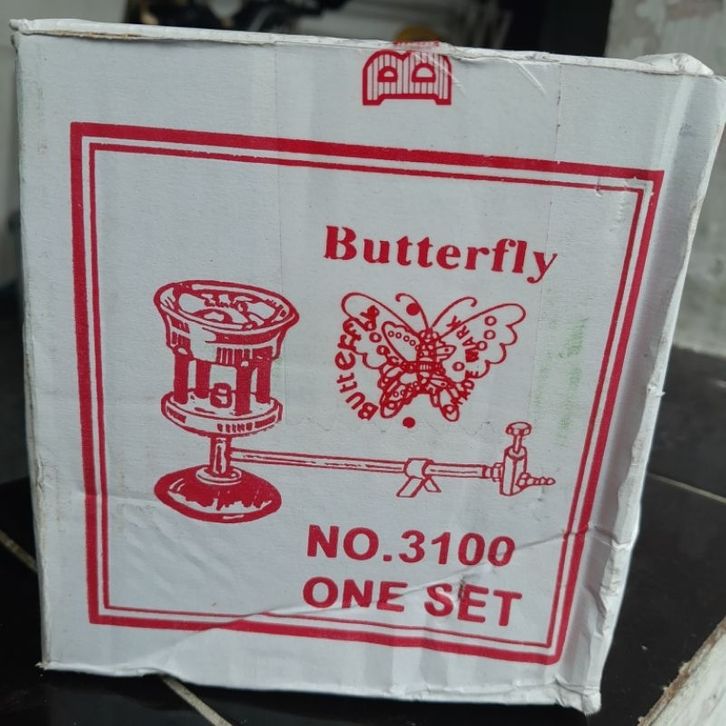 B
Butterfly
Butterfly
TRADE MARK
NO.3100
ONE SET